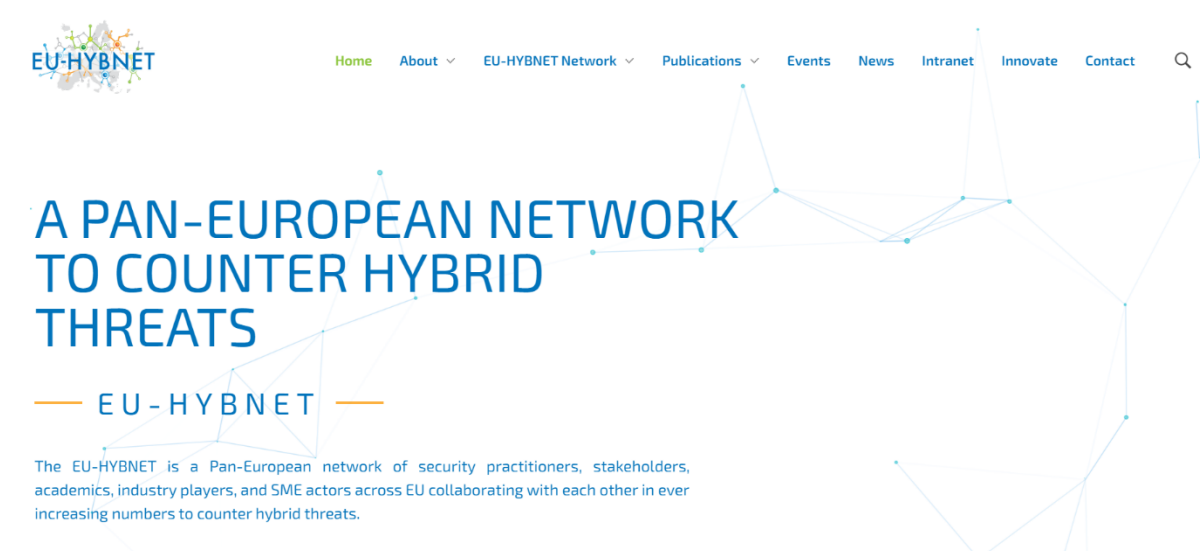 EU-HYBNET
Home About EU-HYBNET Network Publications Events News Intranet Innovate Contact
A PAN-EUROPEAN NETWORK
TO COUNTER HYBRID
THREATS
EU-HYBNET
The EU-HYBNET is a Pan-European network of security practitioners, stakeholders,
academics, industry players, and SME actors across EU collaborating with each other in ever
increasing numbers to counter hybrid threats.